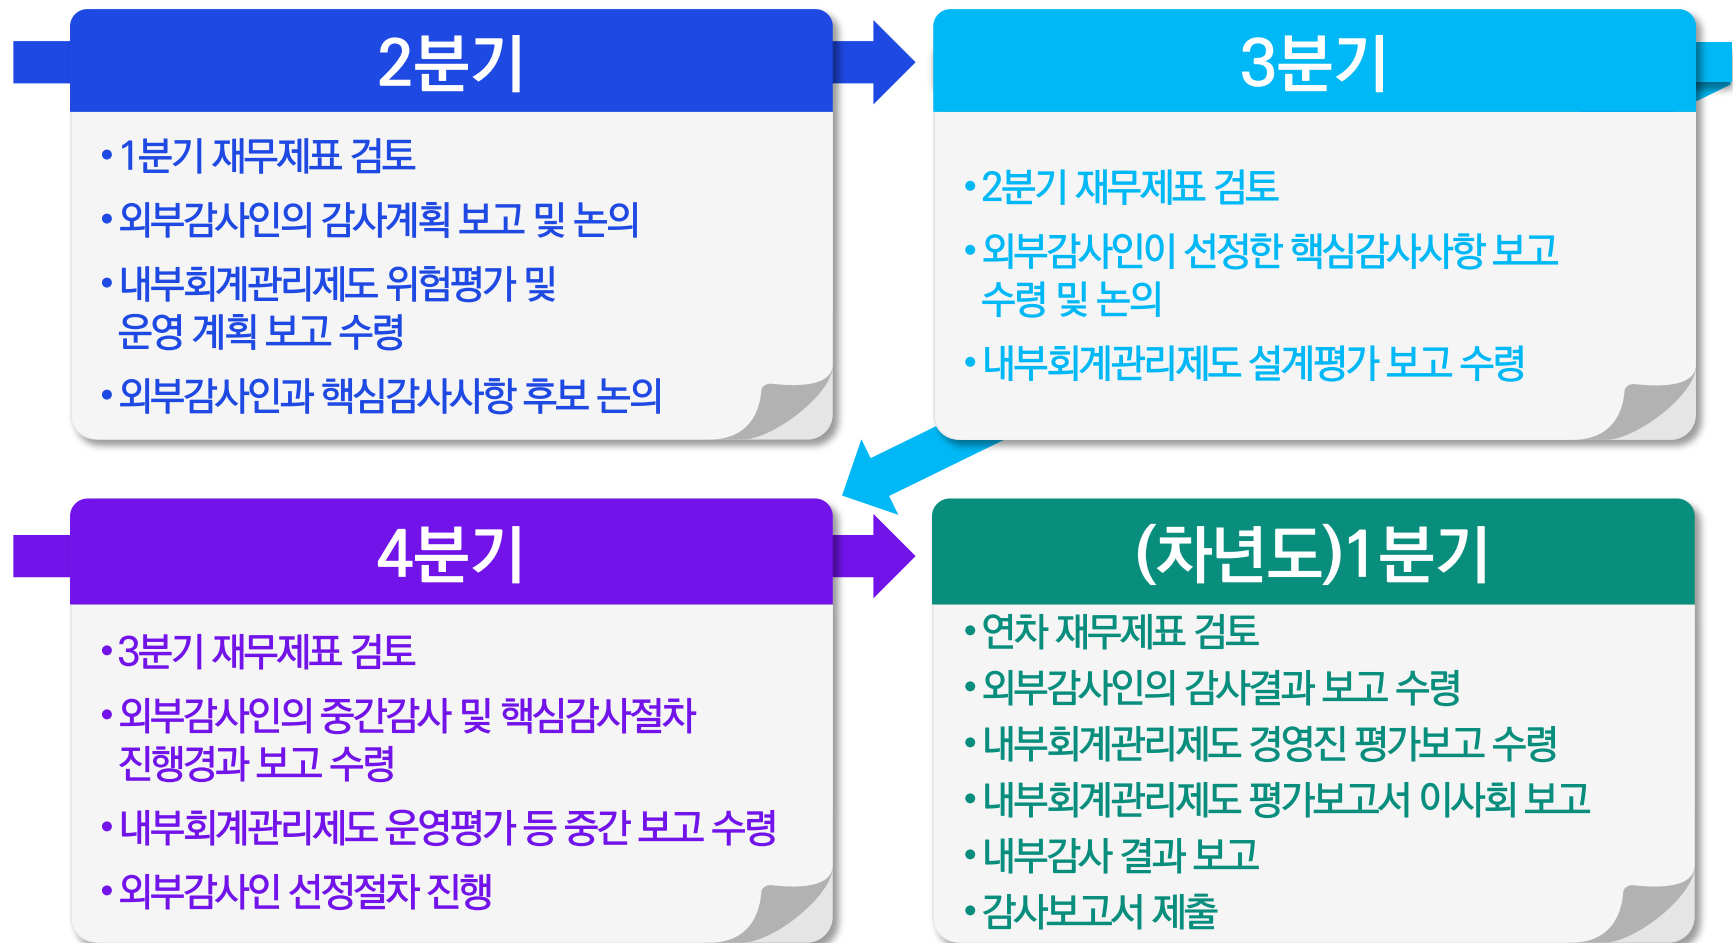 2분기
• 1분기 재무제표 검토
• 외부감사인의 감사계획 보고 및 논의
• 내부회계관리제도 위험평가 및
운영 계획 보고 수령
• 외부감사인과 핵심감사사항 후보 논의
3분기
• 2분기 재무제표 검토
• 외부감사인이 선정한 핵심감사사항 보고
수령 및 논의
• 내부회계관리제도 설계평가 보고 수령
4분기
• 3분기 재무제표 검토
• 외부감사인의 중간감사 및 핵심감사절차
진행경과 보고 수령
• 내부회계관리제도 운영평가 등 중간 보고 수령
• 외부감사인 선정절차 진행
(차년도)1분기
• 연차 재무제표 검토
• 외부감사인의 감사결과 보고 수령
• 내부회계관리제도 경영진 평가보고 수령
• 내부회계관리제도 평가보고서 이사회 보고
• 내부감사 결과 보고
• 감사보고서 제출